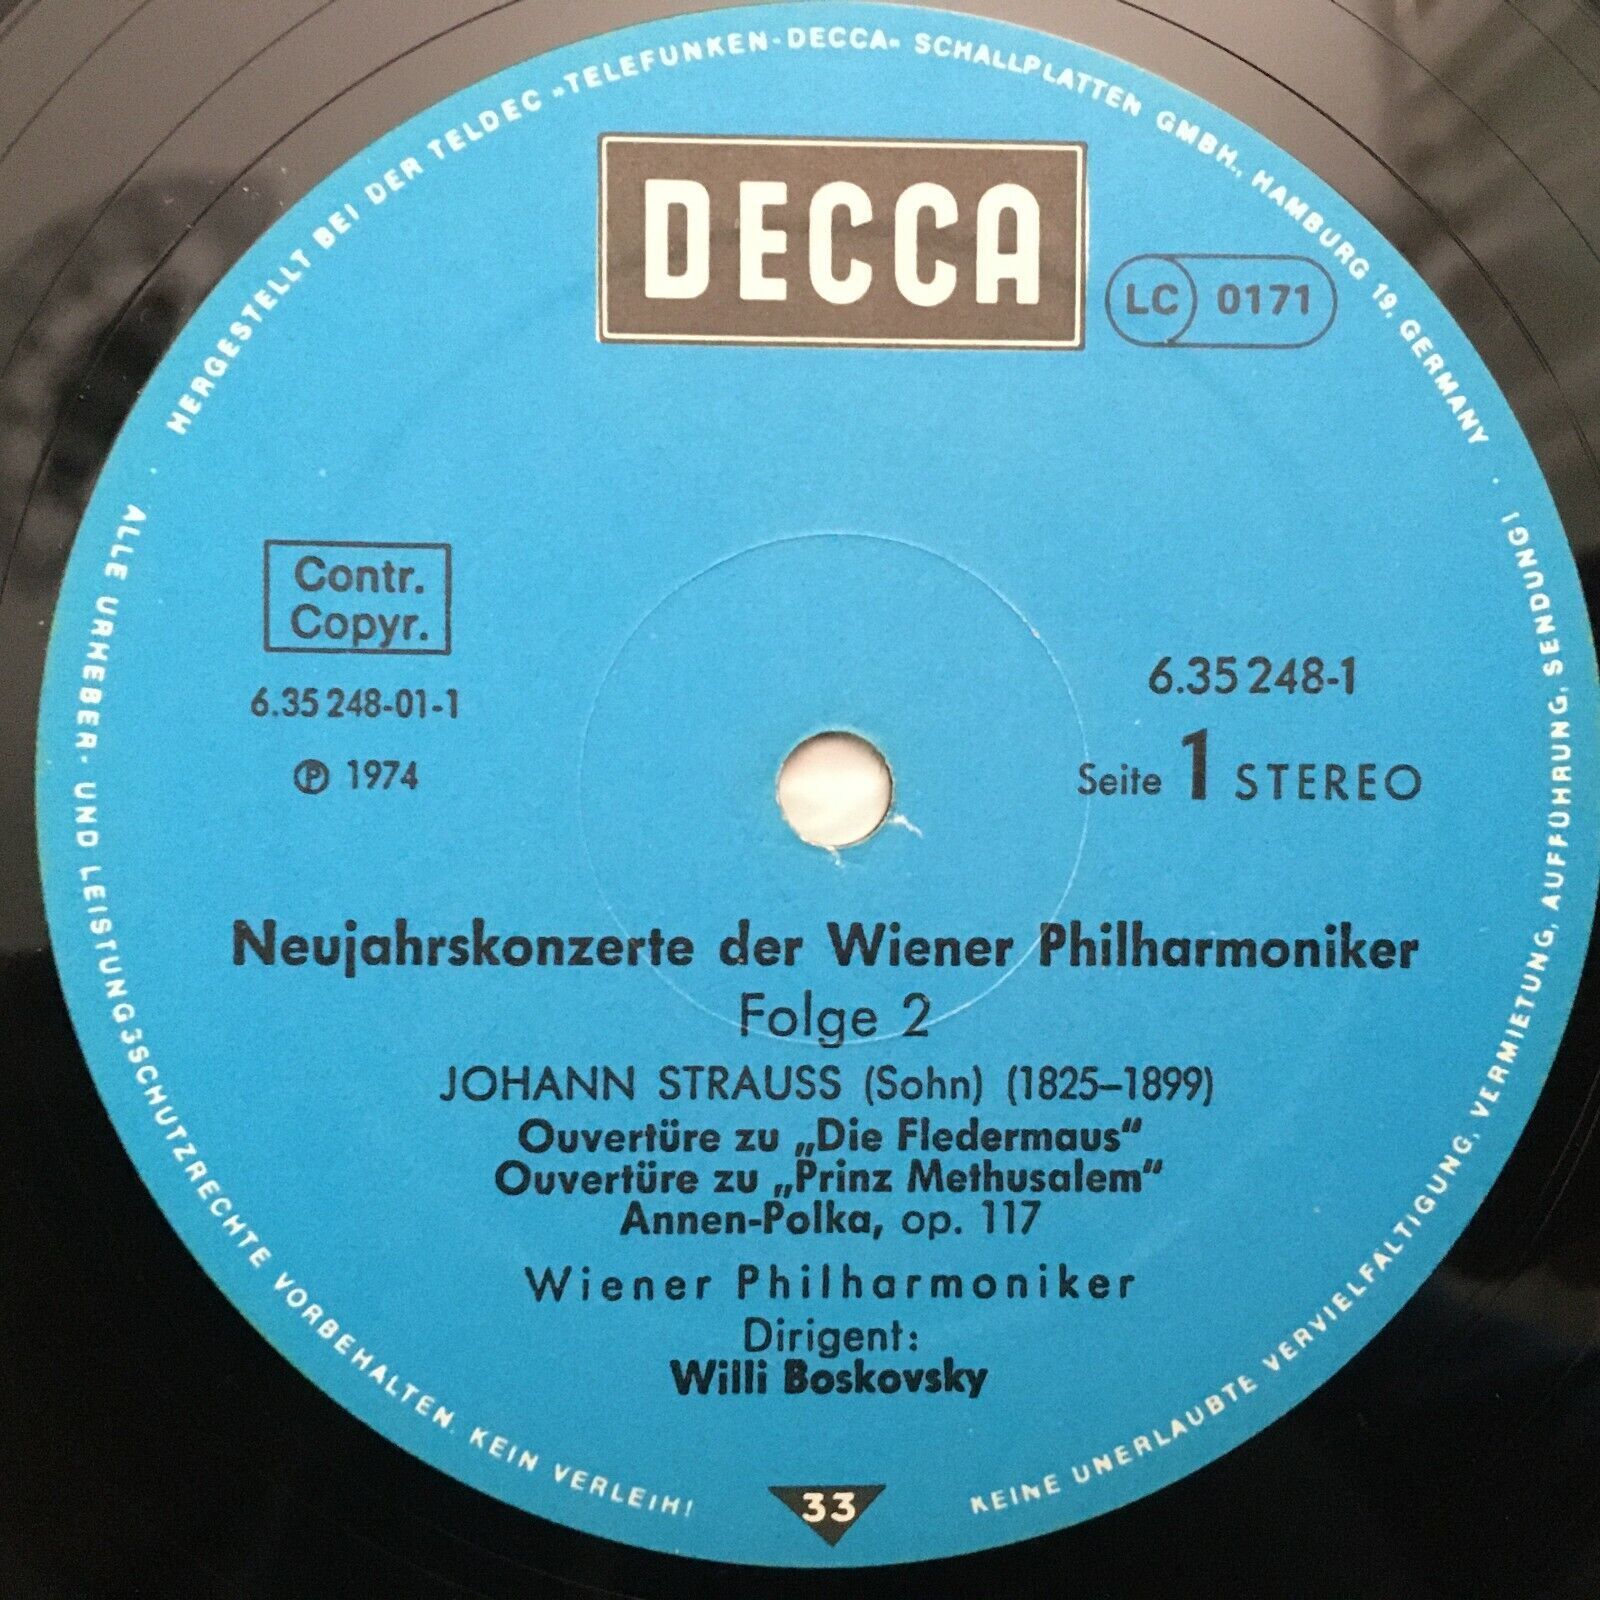 HERGESTELLT BEI DER TELDEC »TELEFUNKEN-DECCA« SCHALLPLATTEN GMBH., HAMBURG 19, GERMANY
DECCA
LC 0171
Contr.
Copyr.
6.35 248-01-1
℗ 1974
6.35 248-1
Seite 1 STEREO
Neujahrskonzerte der Wiener Philharmoniker
Folge 2
JOHANN STRAUSS (Sohn) (1825–1899)
Ouvertüre zu „Die Fledermaus“
Ouvertüre zu „Prinz Methusalem“
Annen-Polka, op. 117
Wiener Philharmoniker
Dirigent:
Willi Boskovsky
33
ALLE URHEBER- UND LEISTUNGSSCHUTZRECHTE VORBEHALTEN. KEIN VERLEIH!
KEINE UNERLAUBTE VERVIELFÄLTIGUNG, VERMIETUNG, AUFFÜHRUNG, SENDUNG!